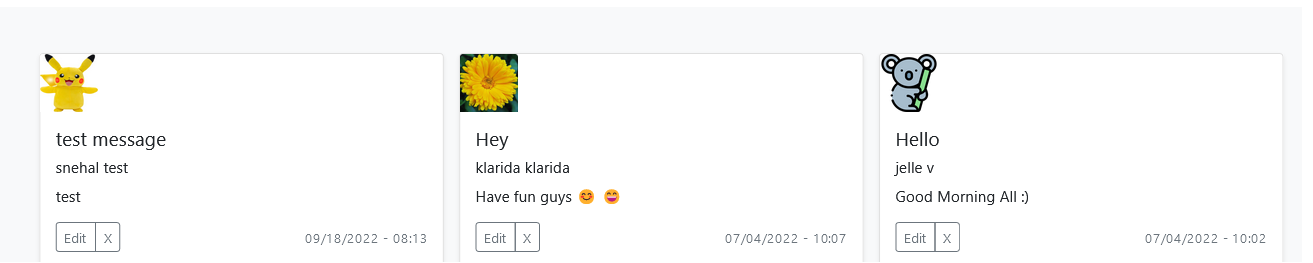 test message
snehal test
test
Edit X 09/18/2022 - 08:13
Hey
klarida klarida
Have fun guys 😊 😄
Edit X 07/04/2022 - 10:07
Hello
jelle v
Good Morning All :)
Edit X 07/04/2022 - 10:02